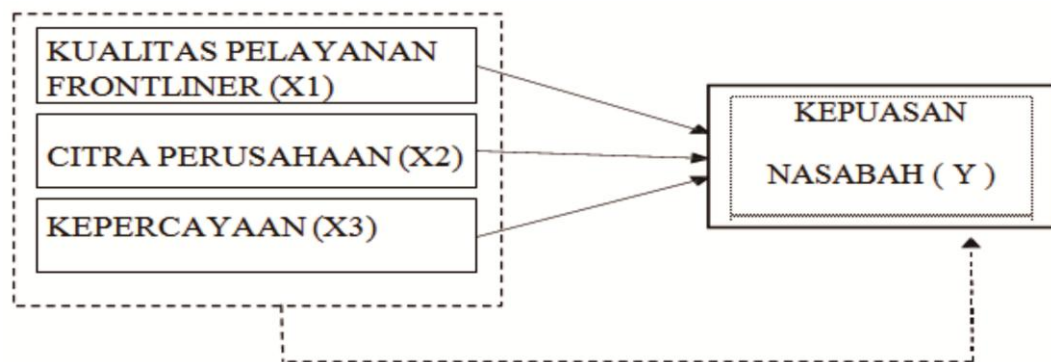 KUALITAS PELAYANAN
FRONTLINER (X1)
CITRA PERUSAHAAN (X2)
KEPERCAYAAN (X3)
KEPUASAN
NASABAH ( Y )